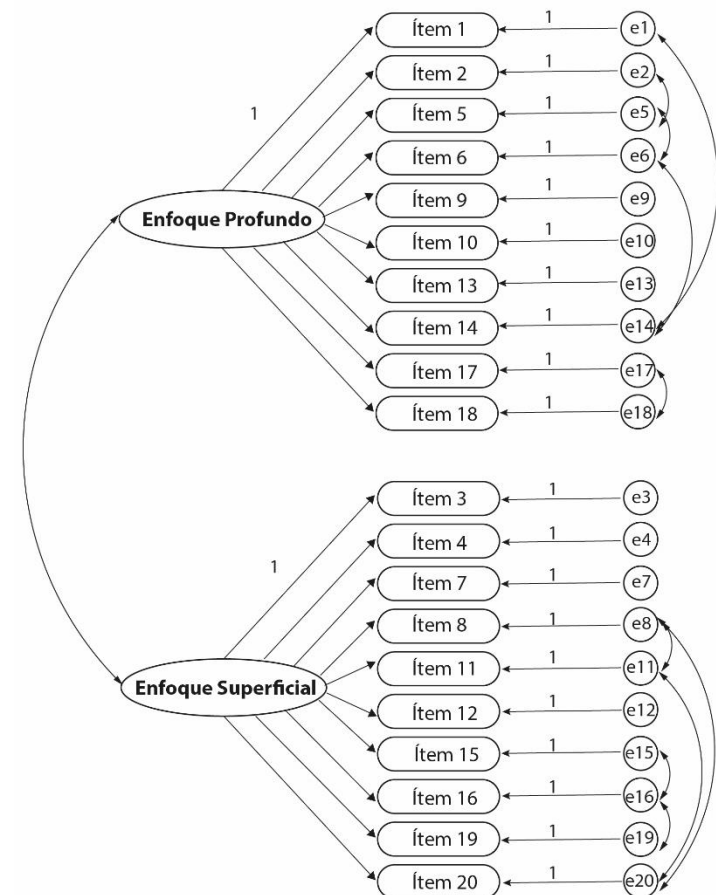 Ítem 1 1 e1
Ítem 2 1 e2
1 Ítem 5 1 e5
Ítem 6 1 e6
Ítem 9 1 e9
Enfoque Profundo
Ítem 10 1 e10
Ítem 13 1 e13
Ítem 14 1 e14
Ítem 17 1 e17
Ítem 18 1 e18
Ítem 3 1 e3
Ítem 4 1 e4
1 Ítem 7 1 e7
Ítem 8 1 e8
Ítem 11 1 e11
Enfoque Superficial
Ítem 12 1 e12
Ítem 15 1 e15
Ítem 16 1 e16
Ítem 19 1 e19
Ítem 20 1 e20